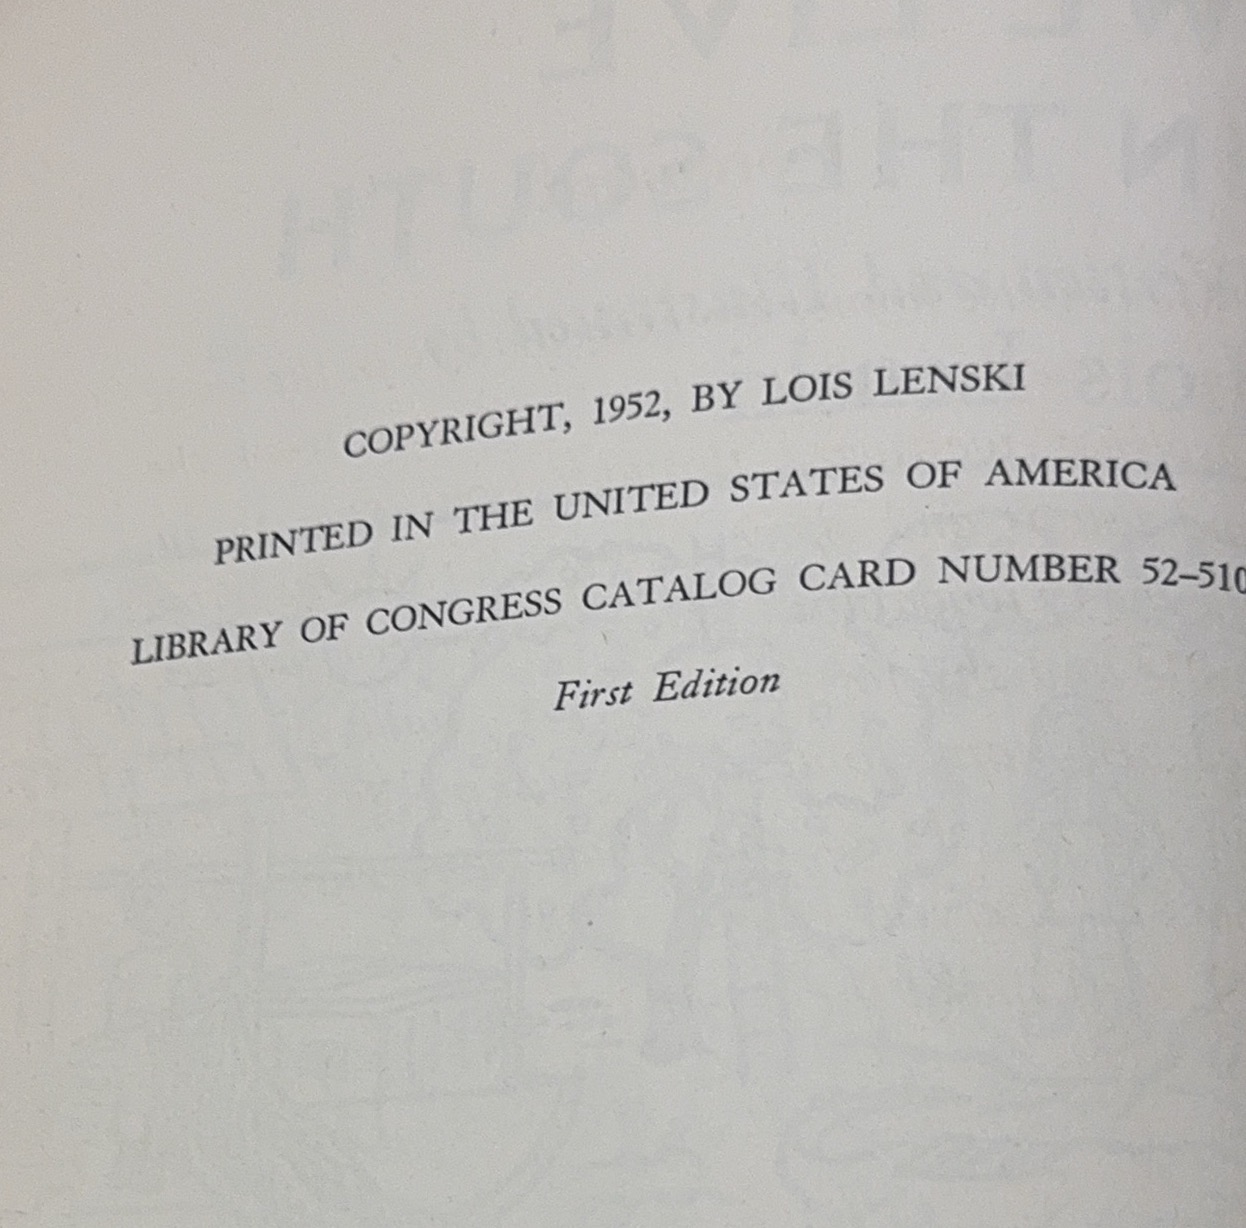 COPYRIGHT, 1952, BY LOIS LENSKI
PRINTED IN THE UNITED STATES OF AMERICA
LIBRARY OF CONGRESS CATALOG CARD NUMBER 52–510
First Edition